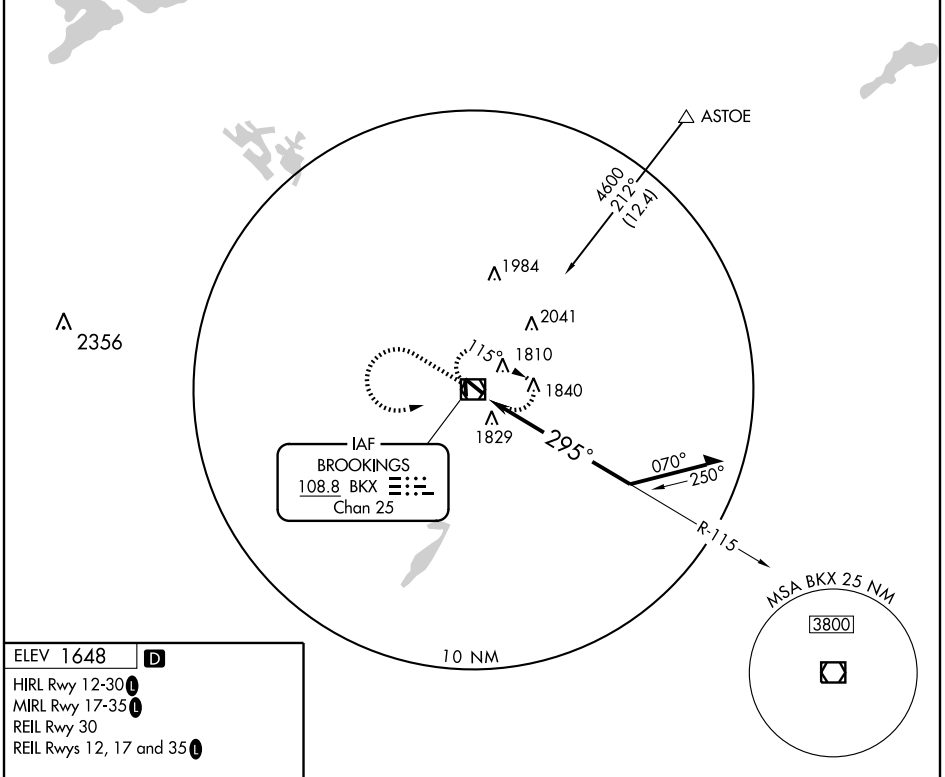 ASTOE
4600
212°
(12.4)
1984
2041
2356
115°
1810
1840
1829
295°
070°
250°
IAF
BROOKINGS
108.8 BKX
Chan 25
R-115
MSA BKX 25 NM
3800
10 NM
ELEV 1648 D
HIRL Rwy 12-30 L
MIRL Rwy 17-35 L
REIL Rwy 30
REIL Rwys 12, 17 and 35 L